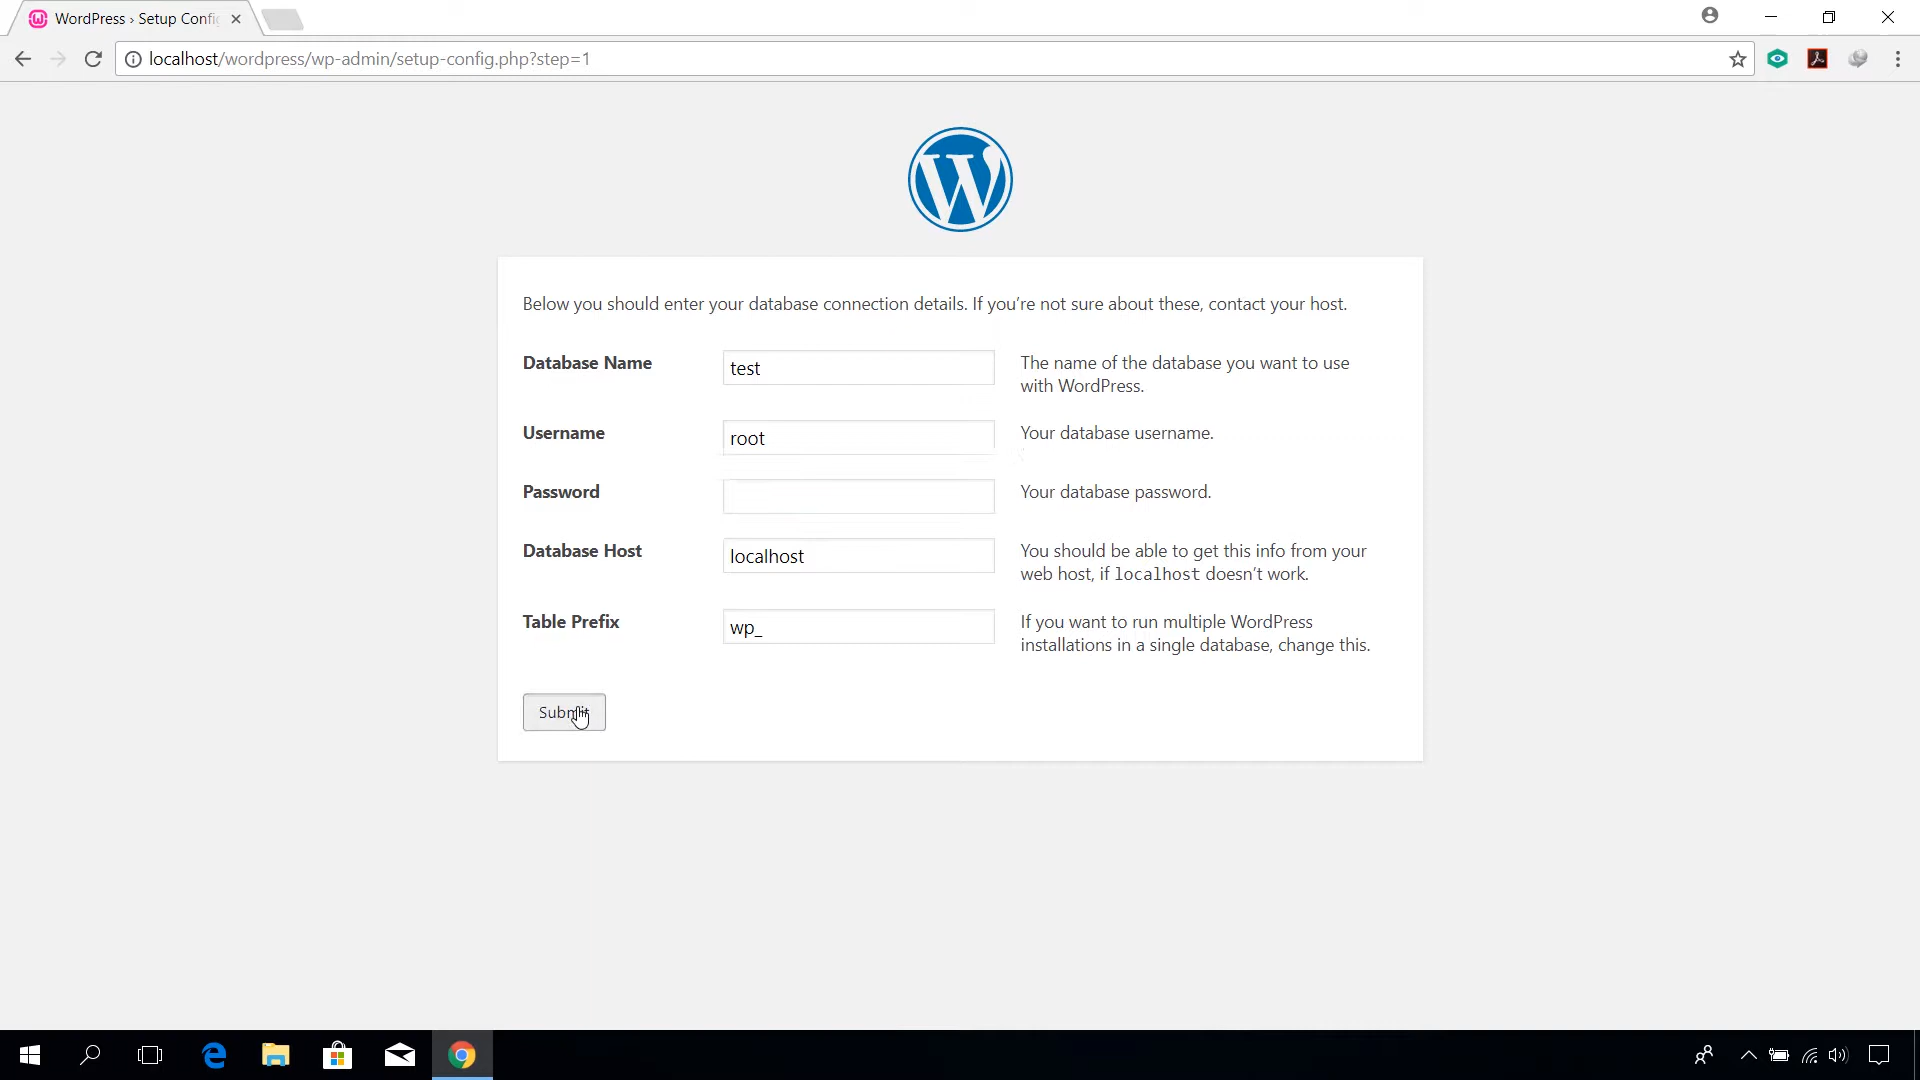 WordPress › Setup Confi
localhost/wordpress/wp-admin/setup-config.php?step=1
Below you should enter your database connection details. If you’re not sure about these, contact your host.
Database Name
test
The name of the database you want to use
with WordPress.
Username
root
Your database username.
Password
Your database password.
Database Host
localhost
You should be able to get this info from your
web host, if localhost doesn’t work.
Table Prefix
wp_
If you want to run multiple WordPress
installations in a single database, change this.
Submit